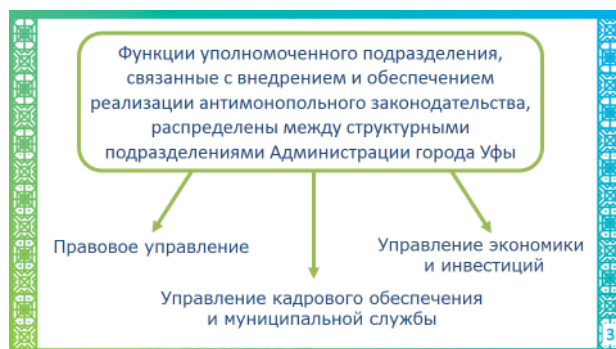 Функции уполномоченного подразделения,
связанные с внедрением и обеспечением
реализации антимонопольного законодательства,
распределены между структурными
подразделениями Администрации города Уфы
Правовое управление
Управление экономики
и инвестиций
Управление кадрового обеспечения
и муниципальной службы
3